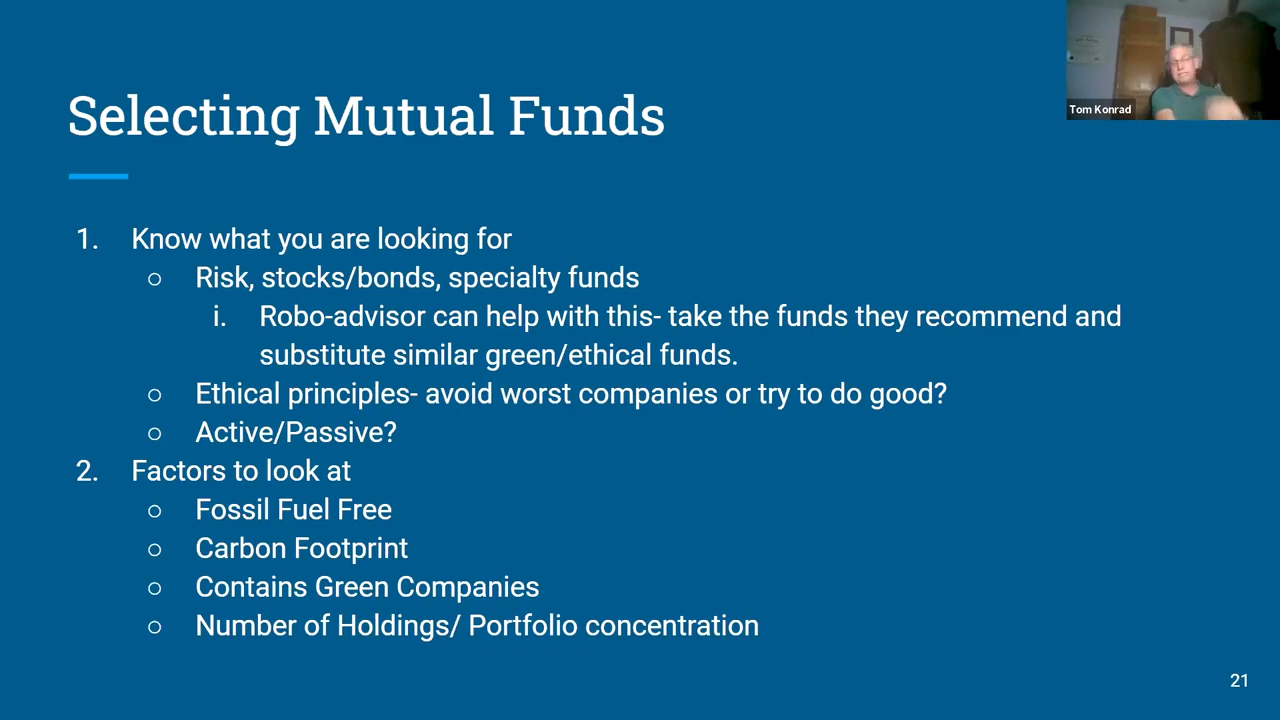 Tom Konrad
Selecting Mutual Funds
1. Know what you are looking for
○ Risk, stocks/bonds, specialty funds
i. Robo-advisor can help with this- take the funds they recommend and
substitute similar green/ethical funds.
○ Ethical principles- avoid worst companies or try to do good?
○ Active/Passive?
2. Factors to look at
○ Fossil Fuel Free
○ Carbon Footprint
○ Contains Green Companies
○ Number of Holdings/ Portfolio concentration
21